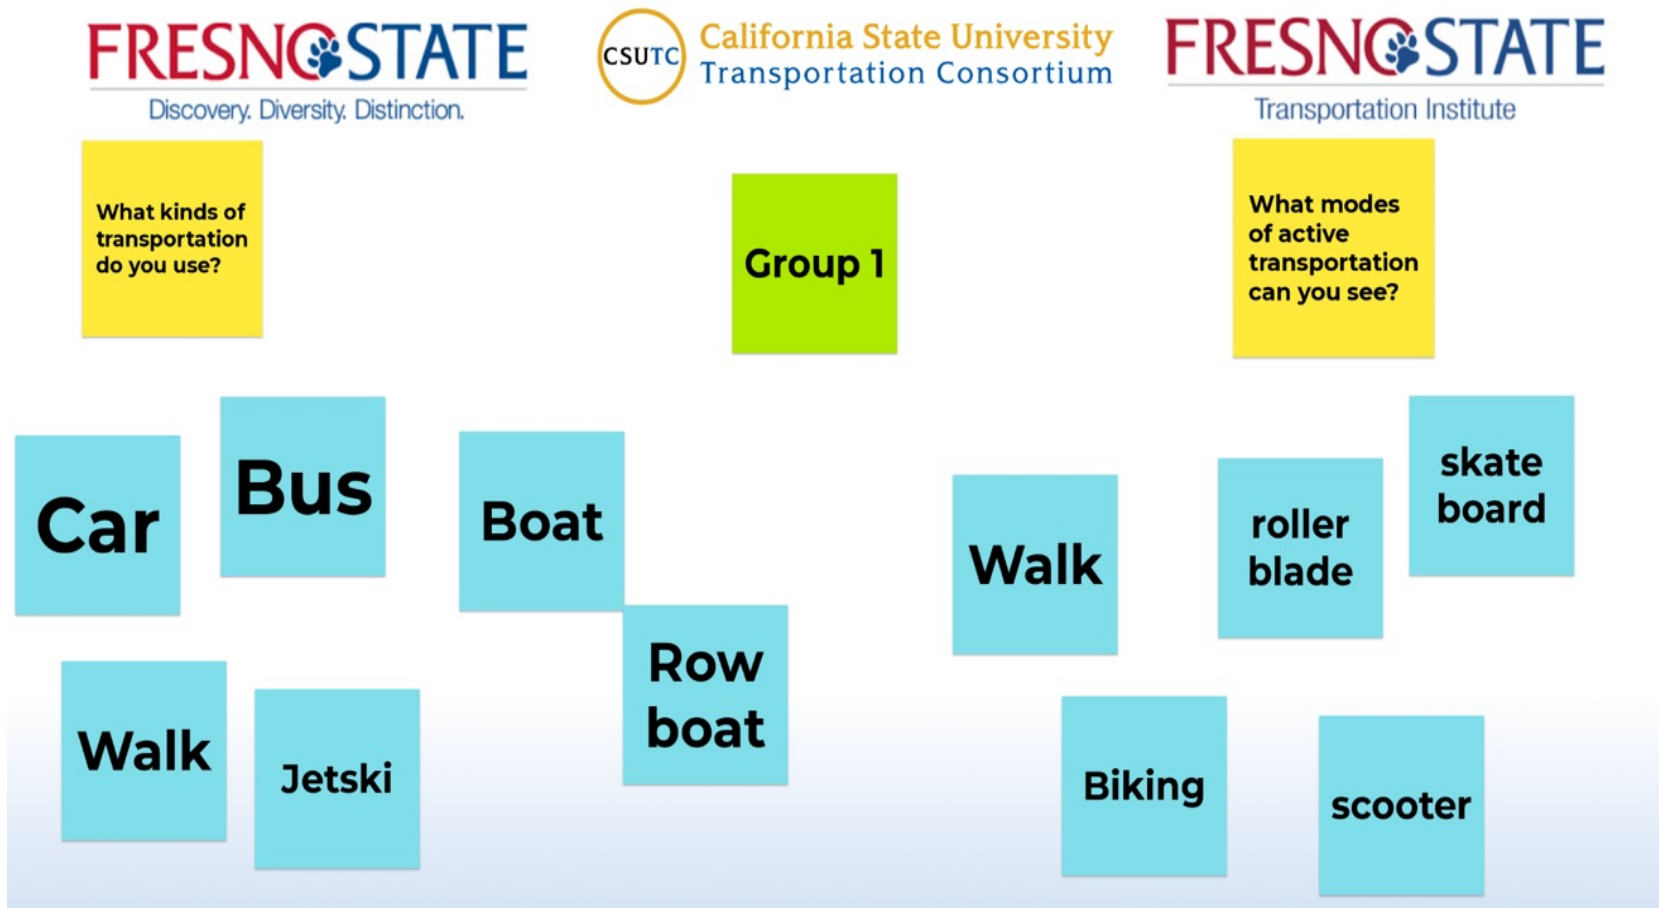 FRESNO STATE
Discovery. Diversity. Distinction.
CSUTC
California State University
Transportation Consortium
FRESNO STATE
Transportation Institute
What kinds of
transportation
do you use?
Group 1
What modes
of active
transportation
can you see?
Car
Bus
Boat
Row
boat
Walk
Jetski
Walk
roller
blade
skate
board
Biking
scooter